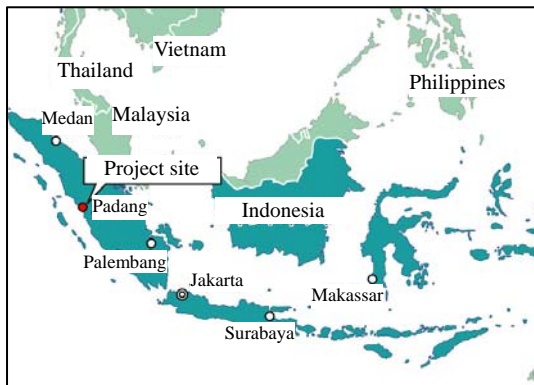 Vietnam
Thailand
Philippines
Malaysia
Medan
Project site
Padang
Indonesia
Palembang
Jakarta
Makassar
Surabaya